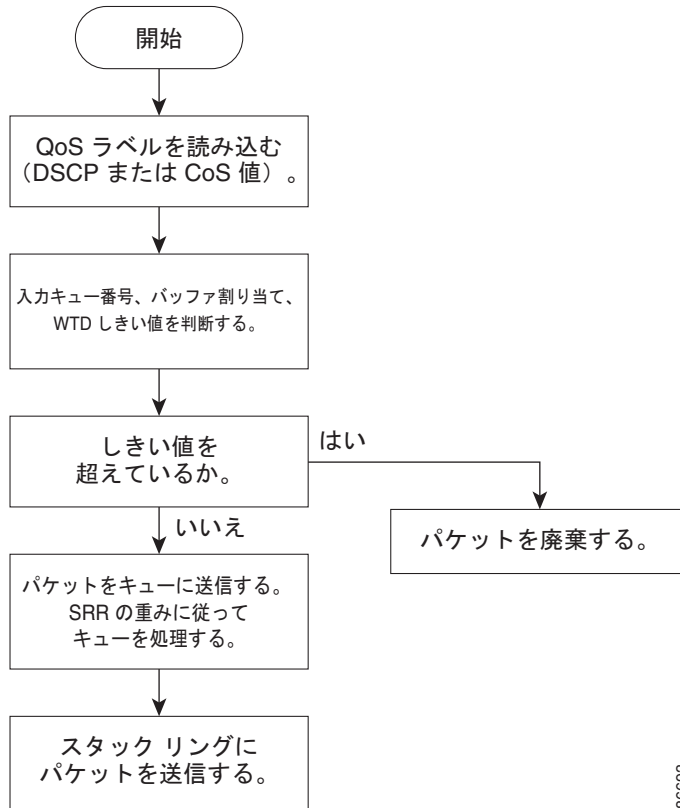 開始
QoS ラベルを読み込む
（DSCP または CoS 値）。
入力キュー番号、バッファ割り当て、
WTD しきい値を判断する。
しきい値を
超えているか。
はい
いいえ
パケットを廃棄する。
パケットをキューに送信する。
SRR の重みに従って
キューを処理する。
スタック リングに
パケットを送信する。